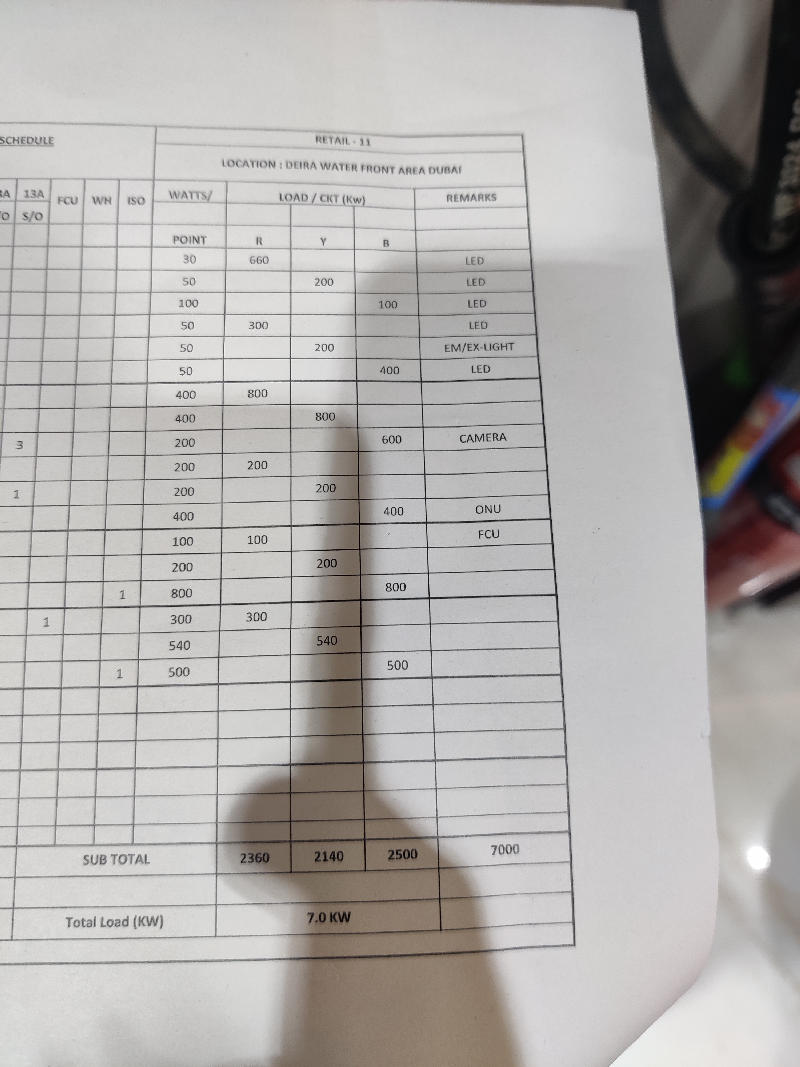 SCHEDULE
RETAIL - 11
LOCATION : DEIRA WATER FRONT AREA DUBAI
13A FCU WH ISO WATTS/ LOAD / CKT (Kw) REMARKS
S/O
POINT R Y B
30 660 LED
50 200 LED
100 100 LED
50 300 LED
50 200 EM/EX-LIGHT
50 400 LED
400 800
400 800
3 200 600 CAMERA
200 200
1 200 200
400 400 ONU
100 100 FCU
200 200
1 800 800
1 300 300
540 540
1 500 500
SUB TOTAL 2360 2140 2500 7000
Total Load (KW) 7.0 KW